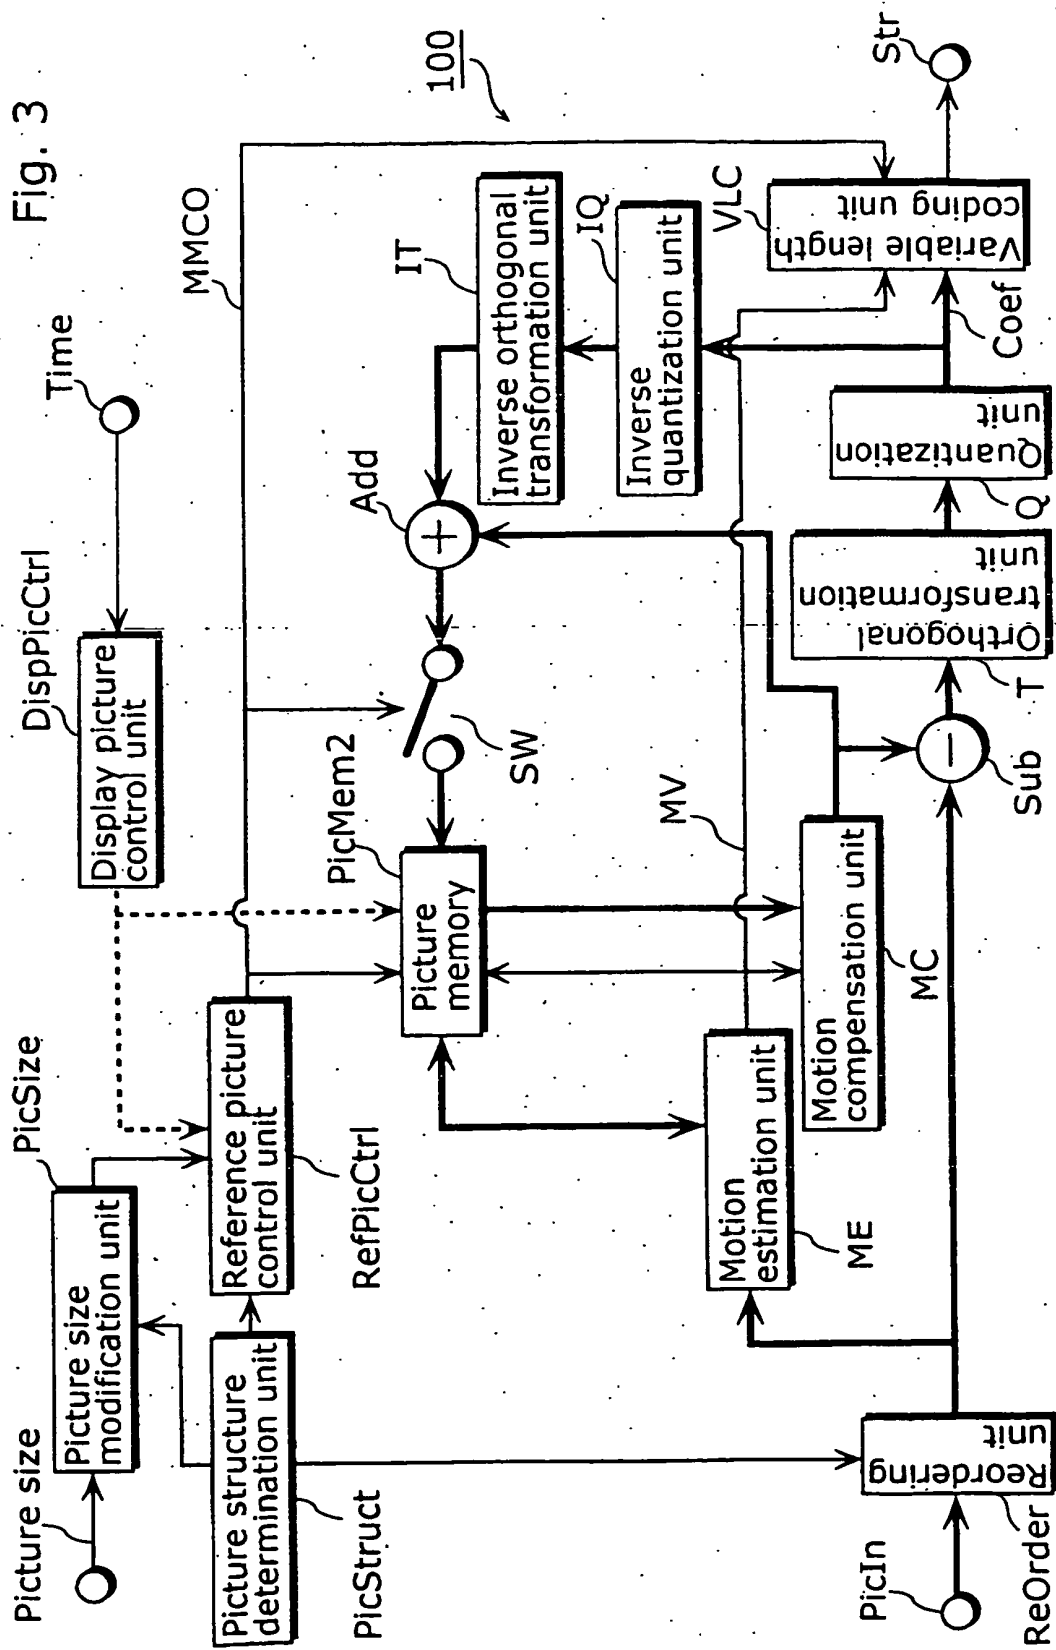 Fig. 3
100
Picture size
PicSize
Picture size
modification unit
DispPicCtrl
Display picture
control unit
Time
MMCO
Picture structure
determination unit
PicStruct
Reference picture
control unit
RefPicCtrl
PicMem2
Picture
memory
SW
Add
+
IT
Inverse orthogonal
transformation unit
IQ
Inverse
quantization unit
MV
Motion
estimation unit
ME
Motion
compensation unit
MC
VLC
Variable length
coding unit
Str
PicIn
Reordering
unit
ReOrder
−
Sub
Orthogonal
transformation
unit
T
Quantization
unit
Q
Coef